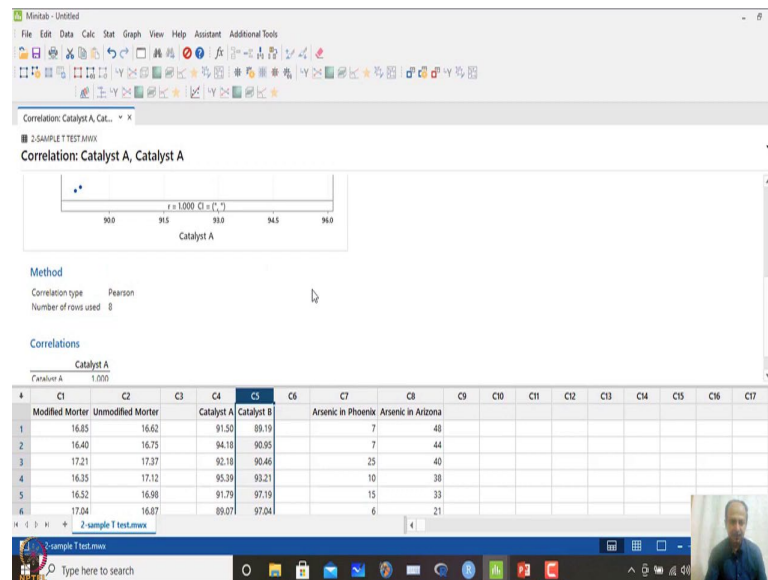 Minitab - Untitled
File Edit Data Calc Stat Graph View Help Assistant Additional Tools
Correlation: Catalyst A, Cat...
2-SAMPLE T TEST.MWX
Correlation: Catalyst A, Catalyst A
r = 1.000 CI = (*, *)
90.0 91.5 93.0 94.5 96.0
Catalyst A
Method
Correlation type Pearson
Number of rows used 8
Correlations
Catalyst A
Catalyst A 1.000
C1 C2 C3 C4 C5 C6 C7 C8 C9 C10 C11 C12 C13 C14 C15 C16 C17
Modified Morter Unmodified Morter Catalyst A Catalyst B Arsenic in Phoenix Arsenic in Arizona
1 16.85 16.62 91.50 89.19 7 48
2 16.40 16.75 94.18 90.95 7 44
3 17.21 17.37 92.18 90.46 25 40
4 16.35 17.12 95.39 93.21 10 38
5 16.52 16.98 91.79 97.19 15 33
6 17.04 16.87 89.07 97.04 6 21
2-sample T test.mwx
2-sample T test.mwx
Type here to search
NPTEL